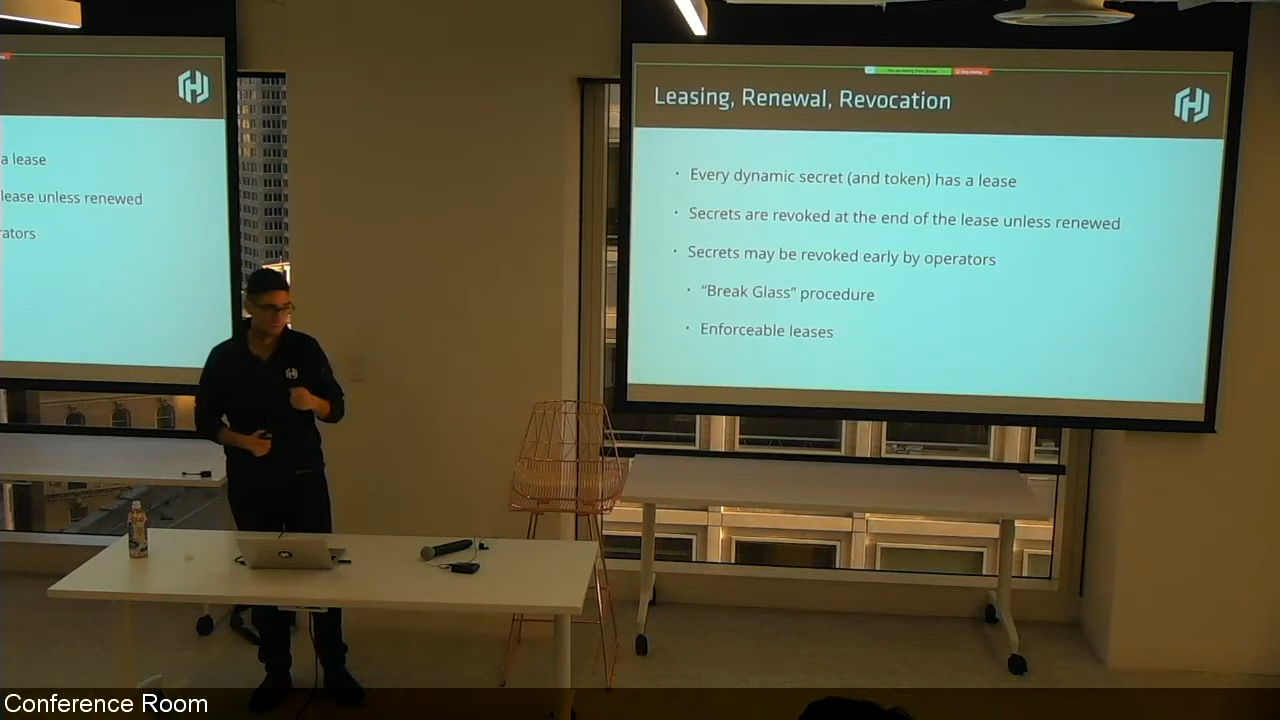 a lease
lease unless renewed
rators
Leasing, Renewal, Revocation
· Every dynamic secret (and token) has a lease
· Secrets are revoked at the end of the lease unless renewed
· Secrets may be revoked early by operators
· “Break Glass” procedure
· Enforceable leases
Conference Room